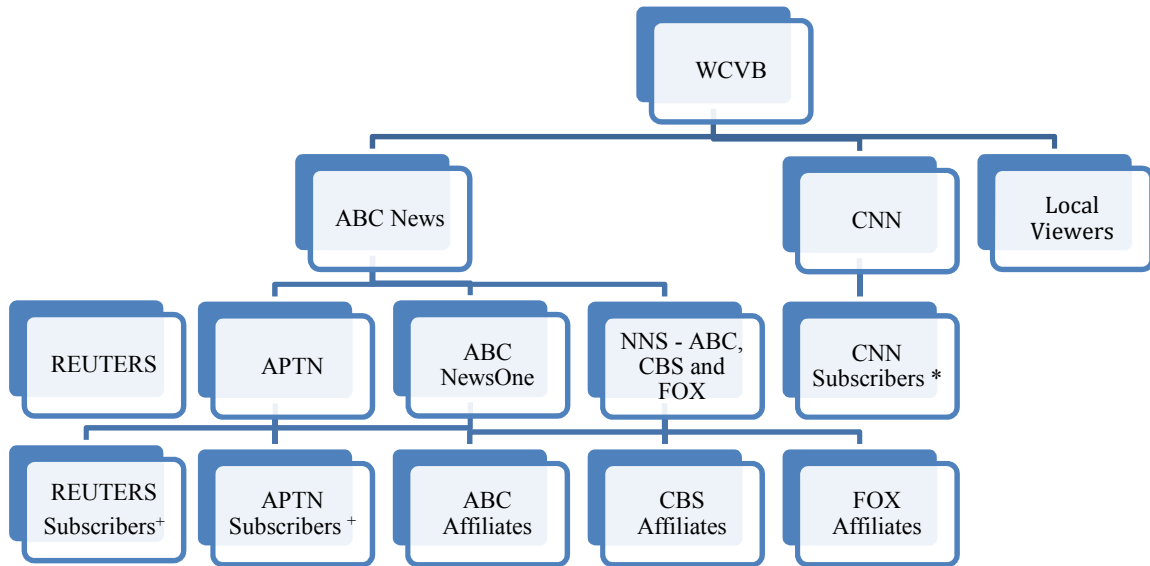 WCVB
ABC News
CNN
Local
Viewers
REUTERS
APTN
ABC
NewsOne
NNS - ABC,
CBS and
FOX
CNN
Subscribers *
REUTERS
Subscribers+
APTN
Subscribers +
ABC
Affiliates
CBS
Affiliates
FOX
Affiliates